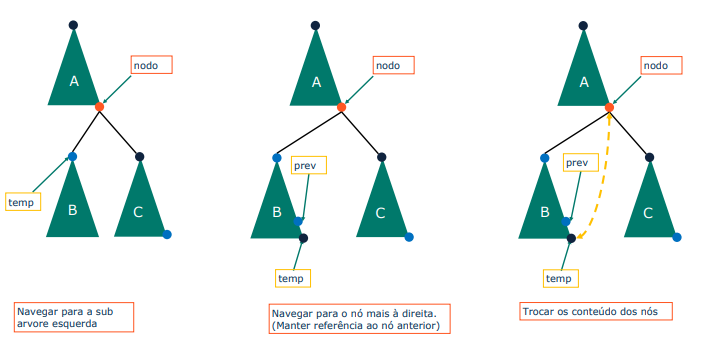 A
nodo
temp
B
C
Navegar para a sub
arvore esquerda
A
nodo
prev
B
C
temp
Navegar para o nó mais à direita.
(Manter referência ao nó anterior)
A
nodo
prev
B
C
temp
Trocar os conteúdo dos nós